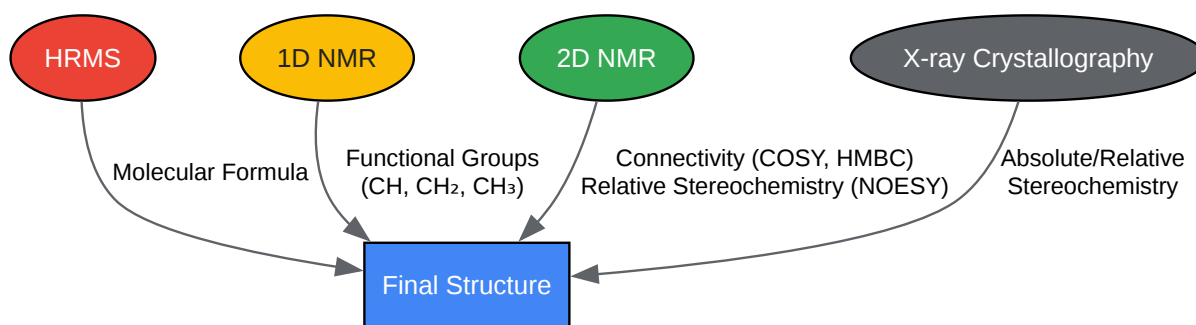 HRMS
1D NMR
2D NMR
X-ray Crystallography
Molecular Formula
Functional Groups
(CH, CH₂, CH₃)
Connectivity (COSY, HMBC)
Relative Stereochemistry (NOESY)
Absolute/Relative
Stereochemistry
Final Structure